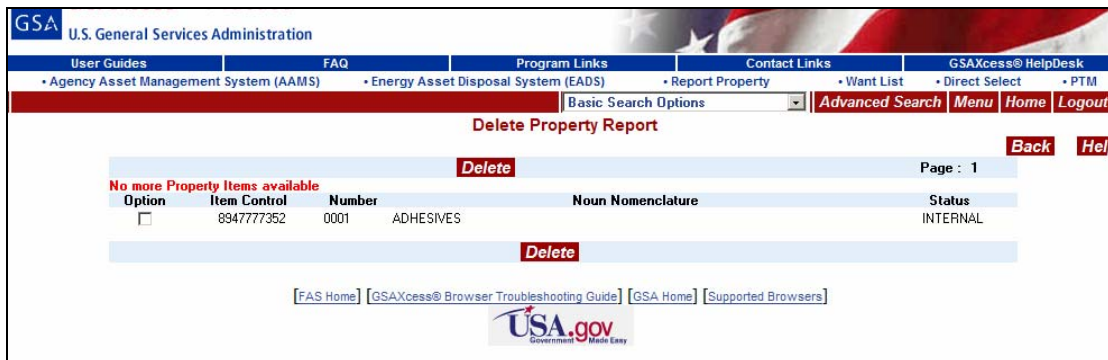 GSA U.S. General Services Administration
User Guides FAQ Program Links Contact Links GSAXcess® HelpDesk
• Agency Asset Management System (AAMS) • Energy Asset Disposal System (EADS) • Report Property • Want List • Direct Select • PTM
Basic Search Options Advanced Search Menu Home Logout
Delete Property Report
Back Hel
Delete Page : 1
No more Property Items available
Option Item Control Number Noun Nomenclature Status
8947777352 0001 ADHESIVES INTERNAL
Delete
[FAS Home] [GSAXcess® Browser Troubleshooting Guide] [GSA Home] [Supported Browsers]
USA.gov
Government Made Easy